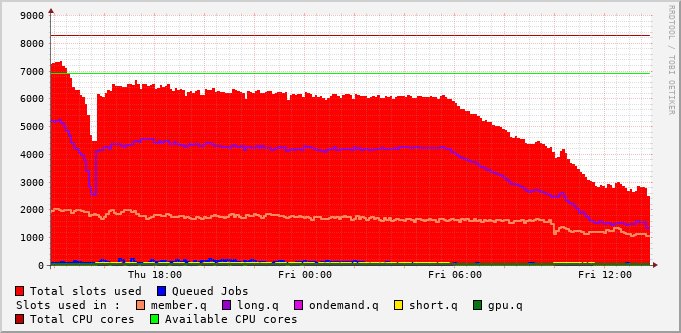 9000
8000
7000
6000
5000
4000
3000
2000
1000
0
Thu 18:00 Fri 00:00 Fri 06:00 Fri 12:00
Total slots used Queued Jobs
Slots used in : member.q long.q ondemand.q short.q gpu.q
Total CPU cores Available CPU cores
RRDTOOL / TOBI OETIKER